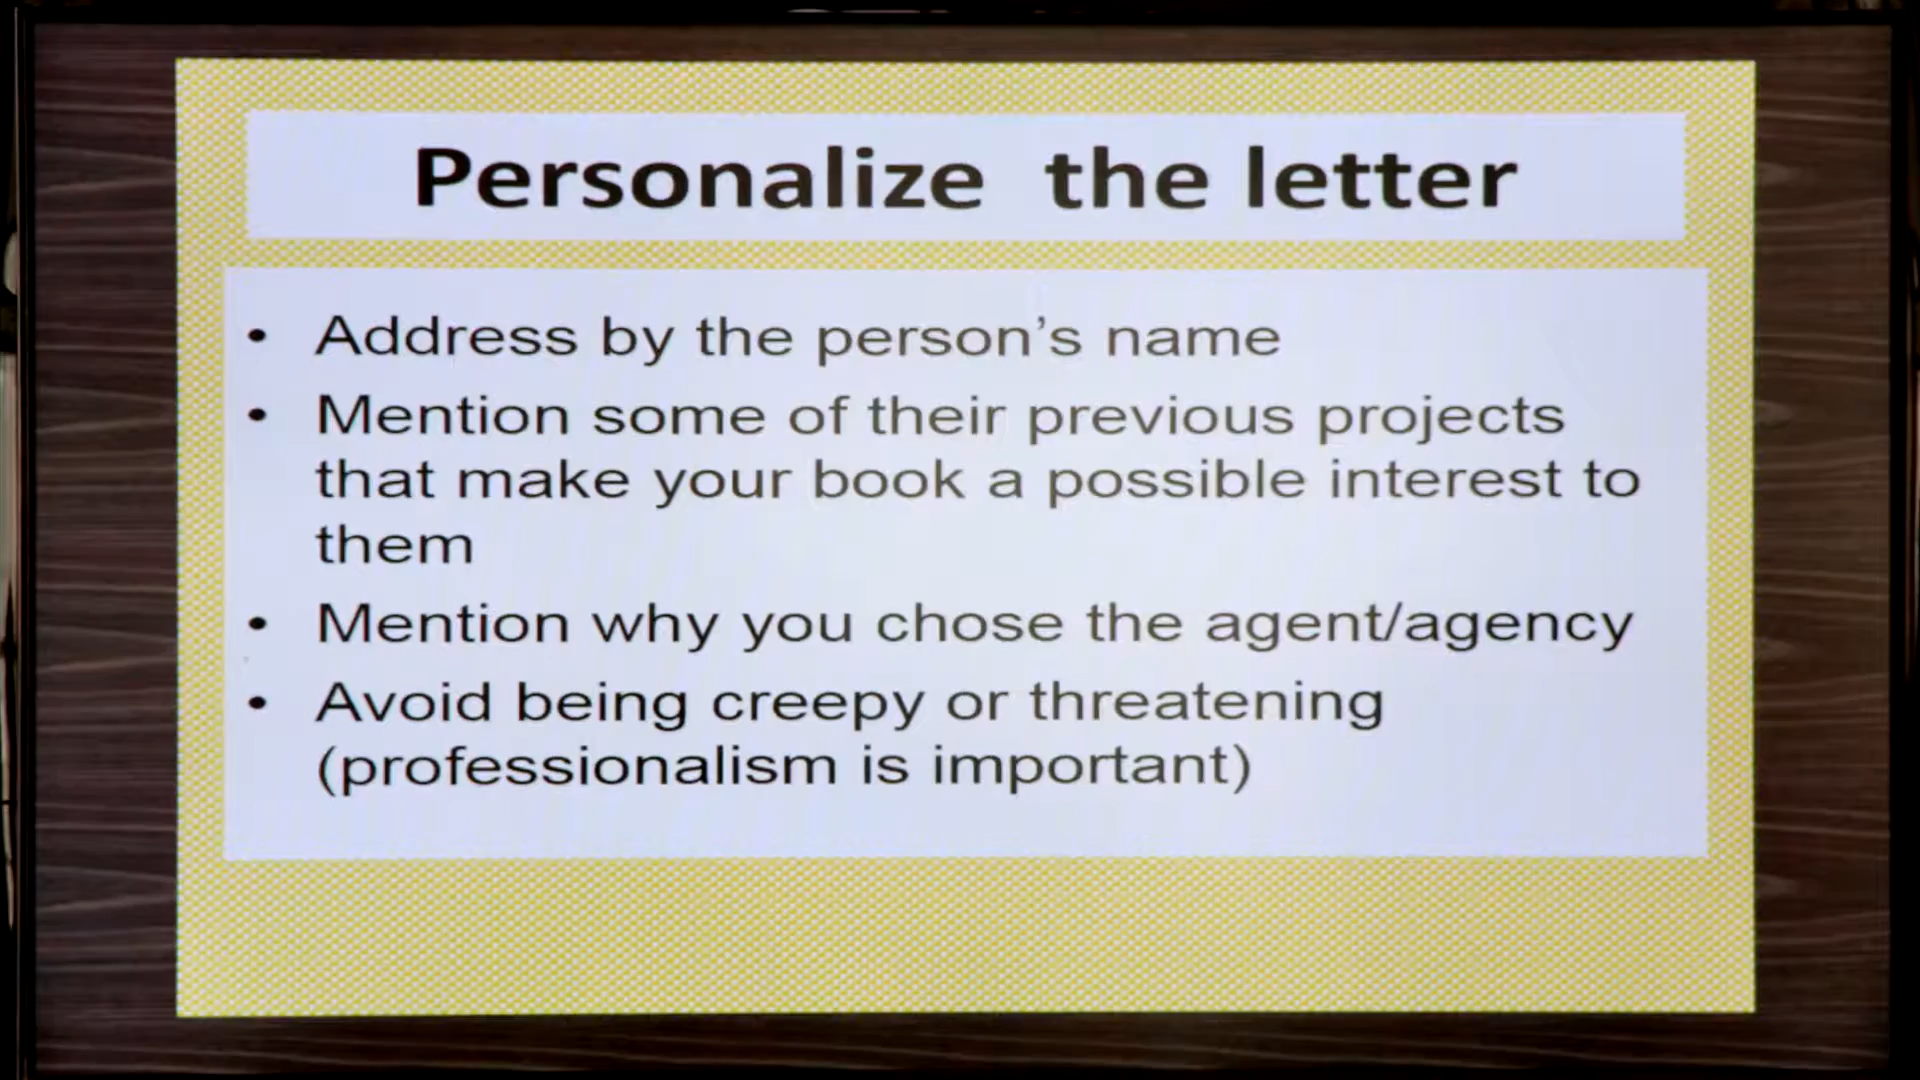 Personalize the letter
• Address by the person's name
• Mention some of their previous projects
that make your book a possible interest to
them
• Mention why you chose the agent/agency
• Avoid being creepy or threatening
(professionalism is important)